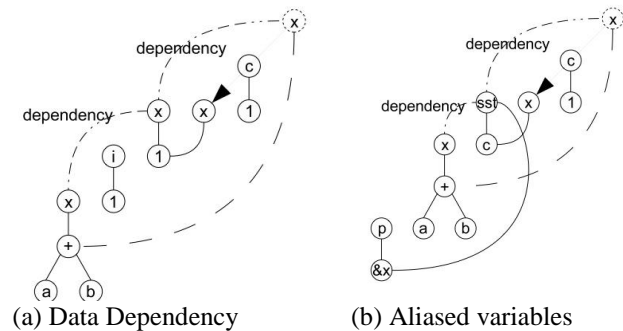 x
dependency
c
dependency
x
x
1
i
1
x
1
+
a
b
(a) Data Dependency
x
dependency
c
dependency
sst
x
1
x
c
+
p
a
b
&x
(b) Aliased variables